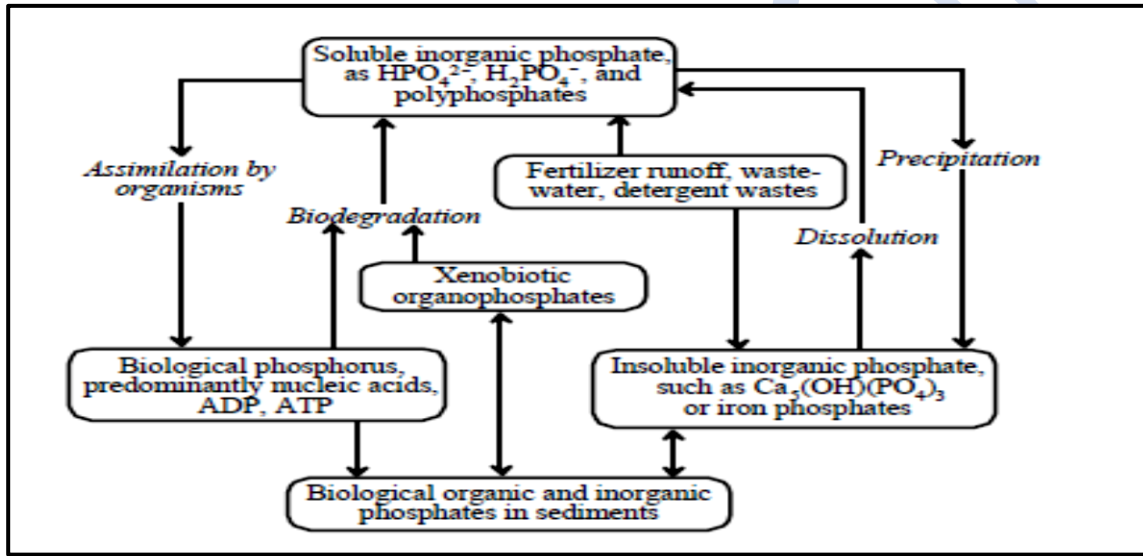 Soluble inorganic phosphate,
as HPO₄²⁻, H₂PO₄⁻, and
polyphosphates
Assimilation by
organisms
Biodegradation
Fertilizer runoff, waste-
water, detergent wastes
Precipitation
Dissolution
Xenobiotic
organophosphates
Biological phosphorus,
predominantly nucleic acids,
ADP, ATP
Insoluble inorganic phosphate,
such as Ca₅(OH)(PO₄)₃
or iron phosphates
Biological organic and inorganic
phosphates in sediments